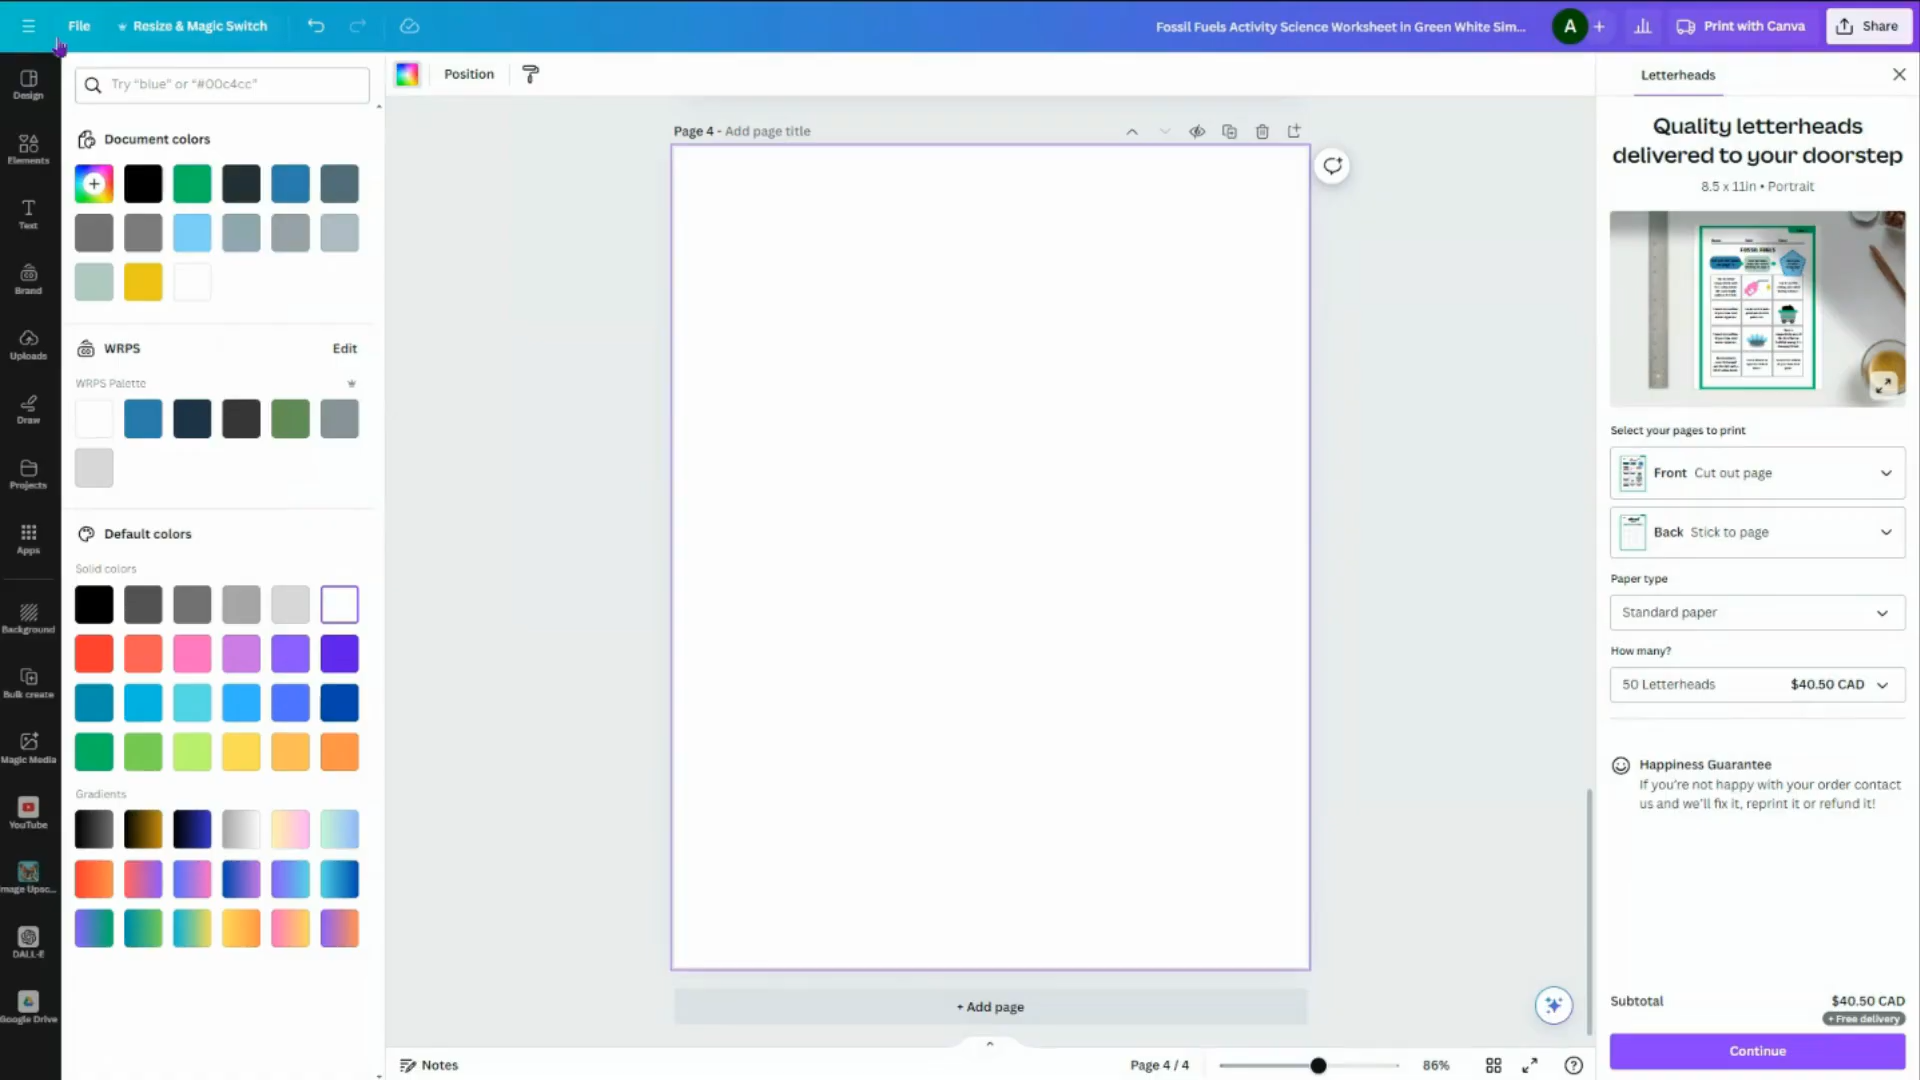 File
Resize & Magic Switch
Fossil Fuels Activity Science Worksheet in Green White Sim...
A
Print with Canva
Share
Design
Elements
Text
Brand
Uploads
Draw
Projects
Apps
Background
Bulk create
Magic Media
YouTube
Image Upsc...
DALL·E
Google Drive
Try "blue" or "#00c4cc"
Document colors
WRPS
Edit
WRPS Palette
Default colors
Solid colors
Gradients
Position
Page 4 - Add page title
+ Add page
Notes
Page 4 / 4
86%
Letterheads
Quality letterheads
delivered to your doorstep
8.5 x 11in • Portrait
FOSSIL FUELS
Select your pages to print
Front Cut out page
Back Stick to page
Paper type
Standard paper
How many?
50 Letterheads $40.50 CAD
Happiness Guarantee
If you're not happy with your order contact
us and we'll fix it, reprint it or refund it!
Subtotal $40.50 CAD
+ Free delivery
Continue